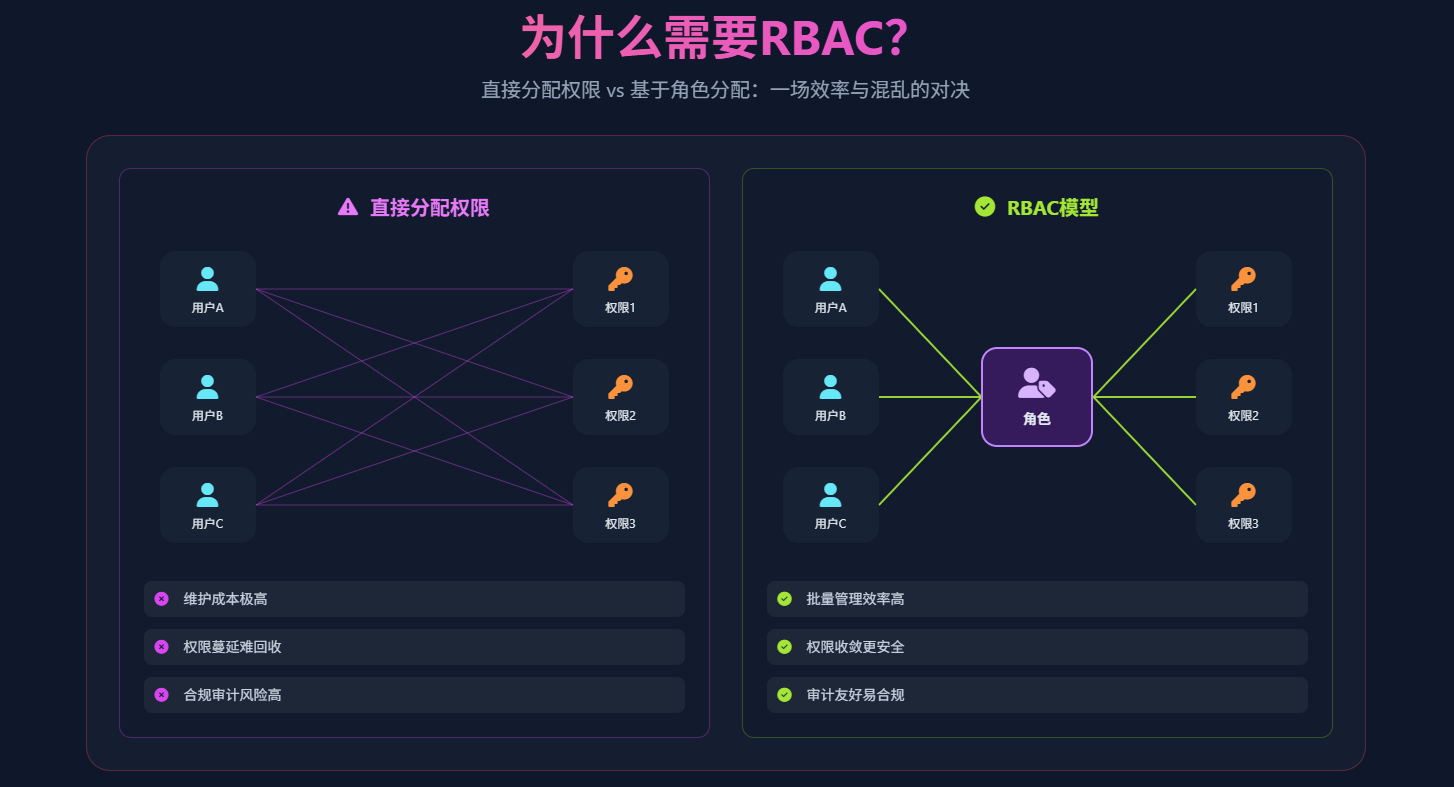 为什么需要RBAC？
直接分配权限 vs 基于角色分配：一场效率与混乱的对决
直接分配权限
用户A
权限1
用户B
权限2
用户C
权限3
维护成本极高
权限蔓延难回收
合规审计风险高
RBAC模型
用户A
权限1
用户B
角色
权限2
用户C
权限3
批量管理效率高
权限收敛更安全
审计友好易合规